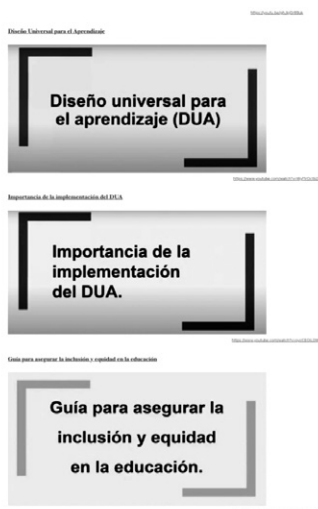 Diseño Universal para el Aprendizaje
Diseño universal para
el aprendizaje (DUA)
Importancia de la implementación del DUA
Importancia de la
implementación
del DUA.
Guía para asegurar la inclusión y equidad en la educación
Guía para asegurar la
inclusión y equidad
en la educación.